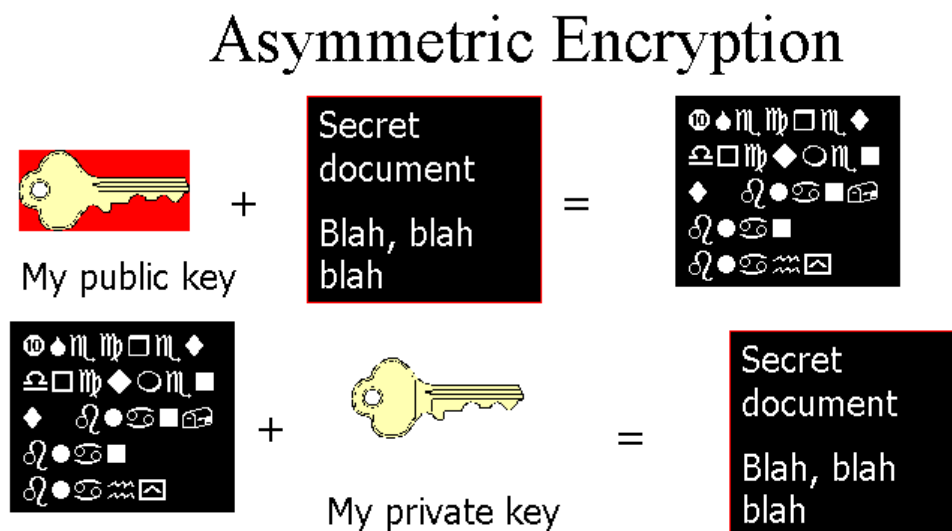 Asymmetric Encryption
My public key
+
Secret
document
Blah, blah
blah
=
+
My private key
=
Secret
document
Blah, blah
blah